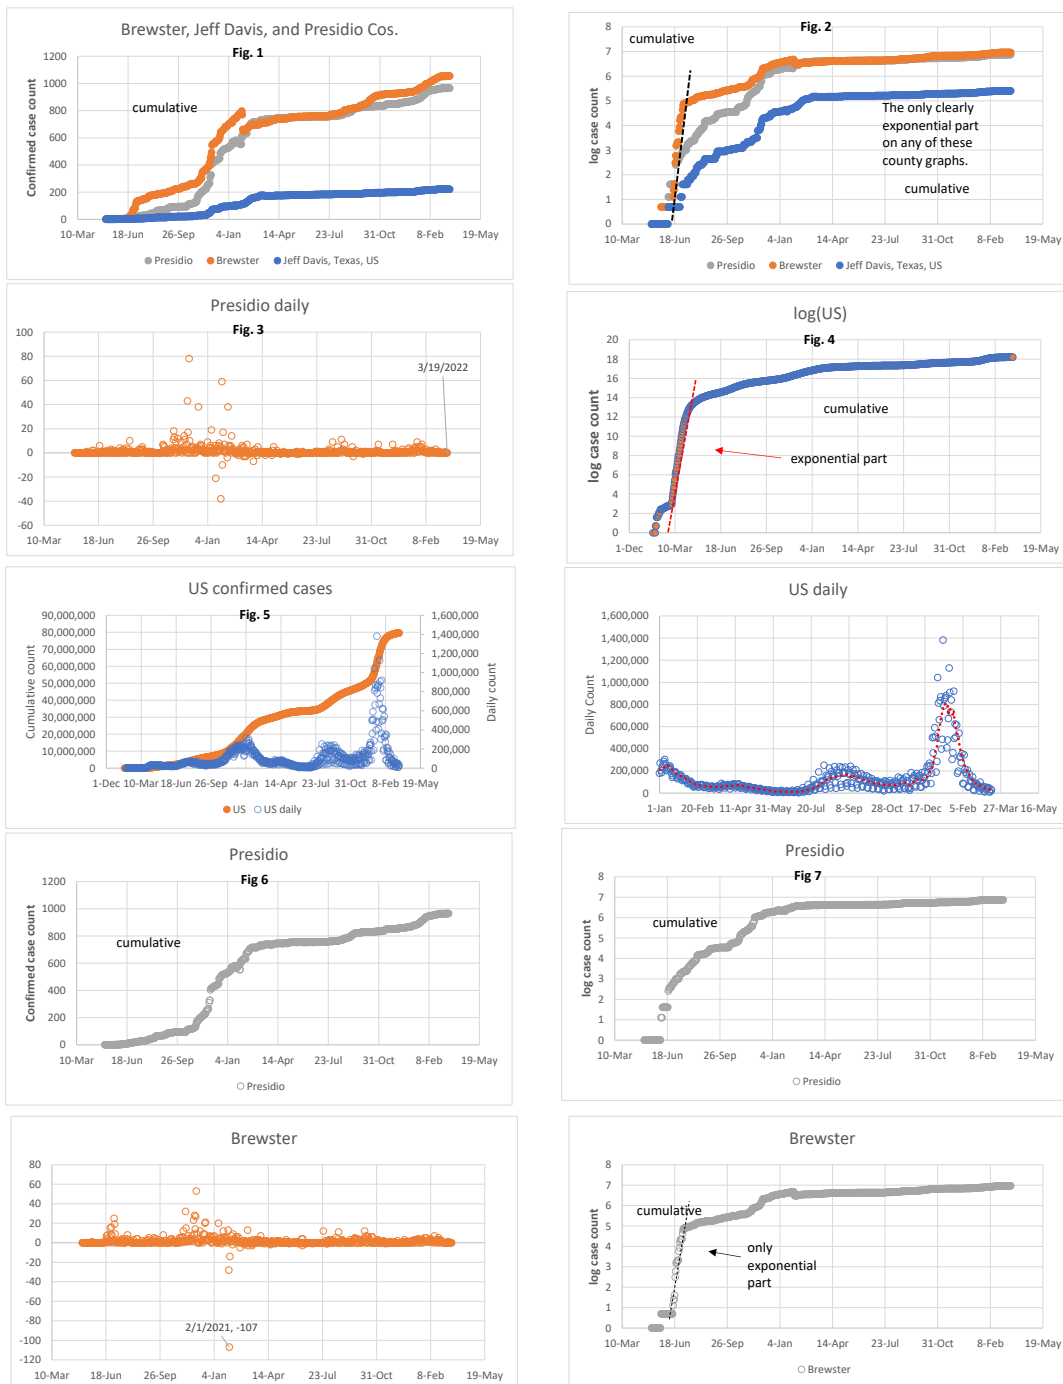 Brewster, Jeff Davis, and Presidio Cos.
Fig. 1
1200
1000
800
600
400
200
0
Confirmed case count
cumulative
10-Mar 18-Jun 26-Sep 4-Jan 14-Apr 23-Jul 31-Oct 8-Feb 19-May
Presidio Brewster Jeff Davis, Texas, US
Fig. 2
8
7
6
5
4
3
2
1
0
log case count
cumulative
The only clearly
exponential part
on any of these
county graphs.
cumulative
10-Mar 18-Jun 26-Sep 4-Jan 14-Apr 23-Jul 31-Oct 8-Feb 19-May
Presidio Brewster Jeff Davis, Texas, US
Presidio daily
Fig. 3
100
80
60
40
20
0
-20
-40
-60
3/19/2022
10-Mar 18-Jun 26-Sep 4-Jan 14-Apr 23-Jul 31-Oct 8-Feb 19-May
log(US)
Fig. 4
20
18
16
14
12
10
8
6
4
2
0
log case count
cumulative
exponential part
1-Dec 10-Mar 18-Jun 26-Sep 4-Jan 14-Apr 23-Jul 31-Oct 8-Feb 19-May
US confirmed cases
Fig. 5
90,000,000
80,000,000
70,000,000
60,000,000
50,000,000
40,000,000
30,000,000
20,000,000
10,000,000
0
Cumulative count
1,600,000
1,400,000
1,200,000
1,000,000
800,000
600,000
400,000
200,000
0
Daily count
1-Dec 10-Mar 18-Jun 26-Sep 4-Jan 14-Apr 23-Jul 31-Oct 8-Feb 19-May
US US daily
US daily
1,600,000
1,400,000
1,200,000
1,000,000
800,000
600,000
400,000
200,000
0
Daily Count
1-Jan 20-Feb 11-Apr 31-May 20-Jul 8-Sep 28-Oct 17-Dec 5-Feb 27-Mar 16-May
Presidio
Fig 6
1200
1000
800
600
400
200
0
Confirmed case count
cumulative
10-Mar 18-Jun 26-Sep 4-Jan 14-Apr 23-Jul 31-Oct 8-Feb 19-May
Presidio
Presidio
Fig 7
8
7
6
5
4
3
2
1
0
log case count
cumulative
10-Mar 18-Jun 26-Sep 4-Jan 14-Apr 23-Jul 31-Oct 8-Feb 19-May
Presidio
Brewster
80
60
40
20
0
-20
-40
-60
-80
-100
-120
2/1/2021, -107
10-Mar 18-Jun 26-Sep 4-Jan 14-Apr 23-Jul 31-Oct 8-Feb 19-May
Brewster
8
7
6
5
4
3
2
1
0
log case count
cumulative
only
exponential
part
10-Mar 18-Jun 26-Sep 4-Jan 14-Apr 23-Jul 31-Oct 8-Feb 19-May
Brewster